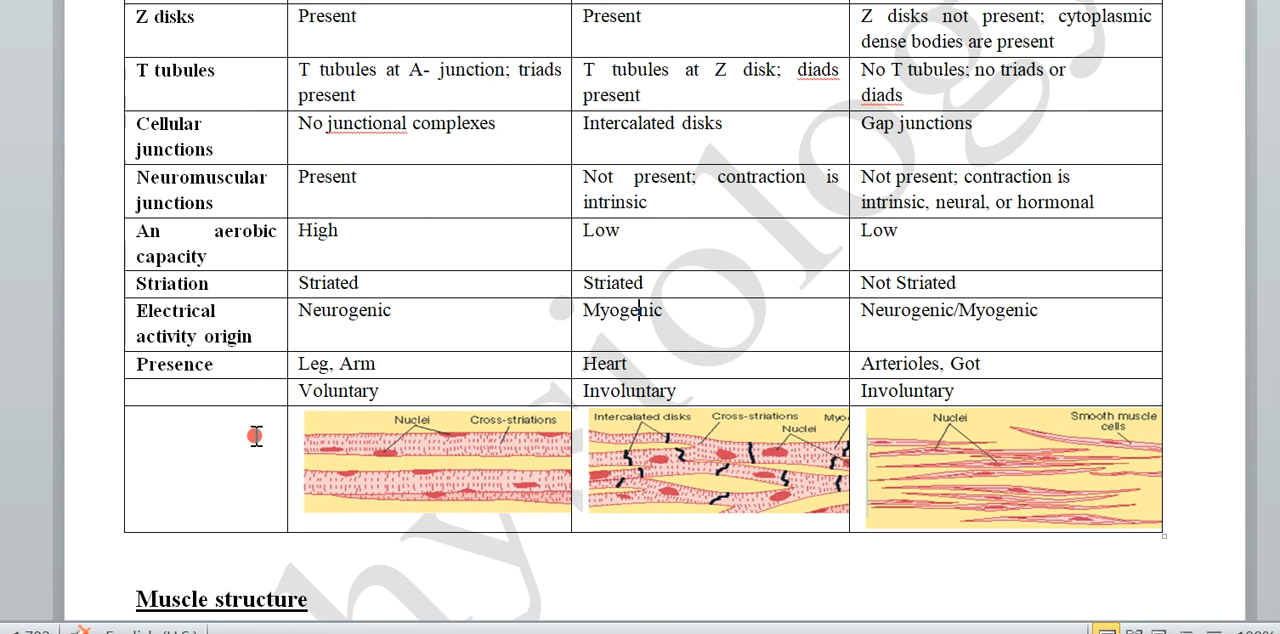 Z disks Present Present Z disks not present; cytoplasmic
dense bodies are present
T tubules T tubules at A- junction; triads T tubules at Z disk; diads No T tubules; no triads or
present present diads
Cellular No junctional complexes Intercalated disks Gap junctions
junctions
Neuromuscular Present Not present; contraction is Not present; contraction is
junctions intrinsic intrinsic, neural, or hormonal
An aerobic High Low Low
capacity
Striation Striated Striated Not Striated
Electrical Neurogenic Myogenic Neurogenic/Myogenic
activity origin
Presence Leg, Arm Heart Arterioles, Got
Voluntary Involuntary Involuntary
Nuclei Cross-striations Intercalated disks Cross-striations Myo Nuclei Smooth muscle
Nuclei cells
Muscle structure
hysiology
English (U.S.)